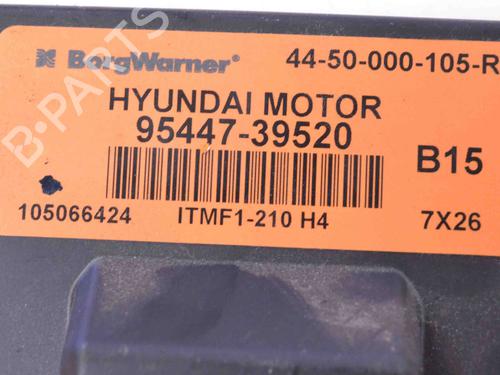 BorgWarner®
44-50-000-105-R
HYUNDAI MOTOR
95447-39520
B15
105066424
ITMF1-210 H4
7X26
B-PARTS